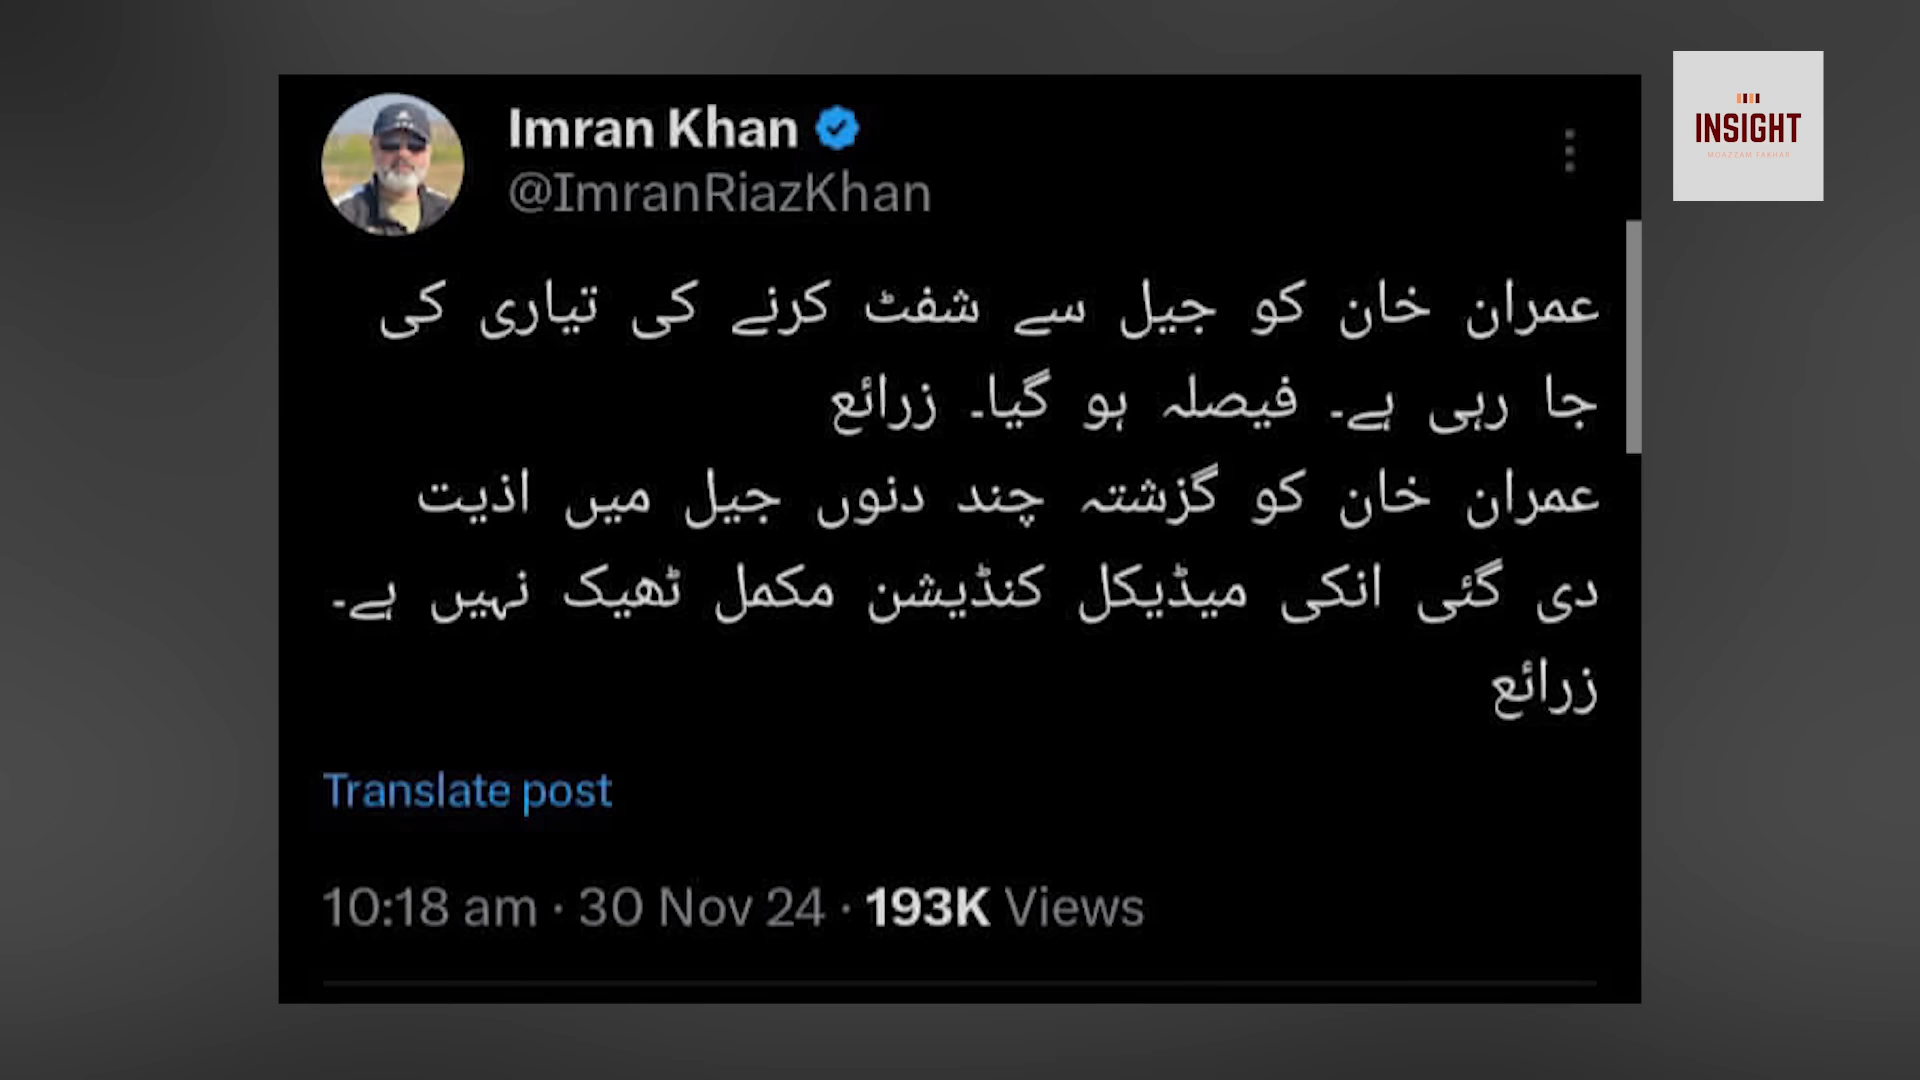 Imran Khan
@ImranRiazKhan
عمران خان کو جیل سے شفٹ کرنے کی تیاری کی
جا رہی ہے۔ فیصلہ ہو گیا۔ زرائع
عمران خان کو گزشتہ چند دنوں جیل میں اذیت
دی گئی انکی میڈیکل کنڈیشن مکمل ٹھیک نہیں ہے۔
زرائع
Translate post
10:18 am · 30 Nov 24 · 193K Views
INSIGHT
MOAZZAM FAKHAR